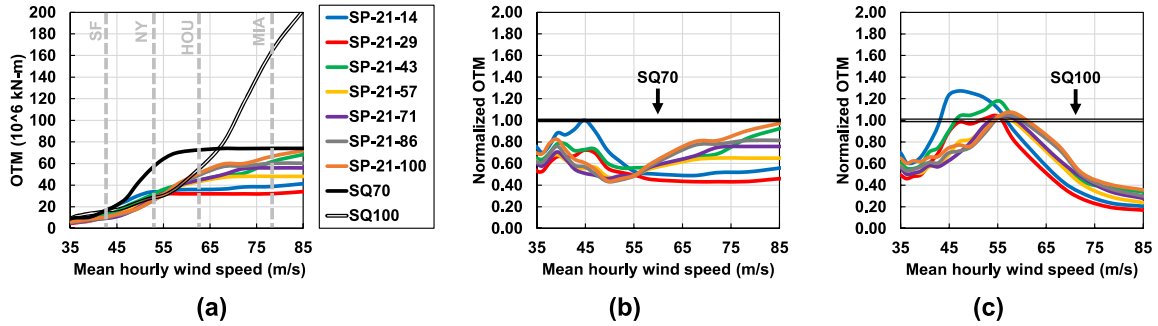 OTM (10^6 kN-m)
200
180
160
140
120
100
80
60
40
20
0
SF
NY
HOU
MIA
35 45 55 65 75 85
Mean hourly wind speed (m/s)
(a)
SP-21-14
SP-21-29
SP-21-43
SP-21-57
SP-21-71
SP-21-86
SP-21-100
SQ70
SQ100
Normalized OTM
2.00
1.80
1.60
1.40
1.20
1.00
0.80
0.60
0.40
0.20
0.00
SQ70
35 45 55 65 75 85
Mean hourly wind speed (m/s)
(b)
Normalized OTM
2.00
1.80
1.60
1.40
1.20
1.00
0.80
0.60
0.40
0.20
0.00
SQ100
35 45 55 65 75 85
Mean hourly wind speed (m/s)
(c)